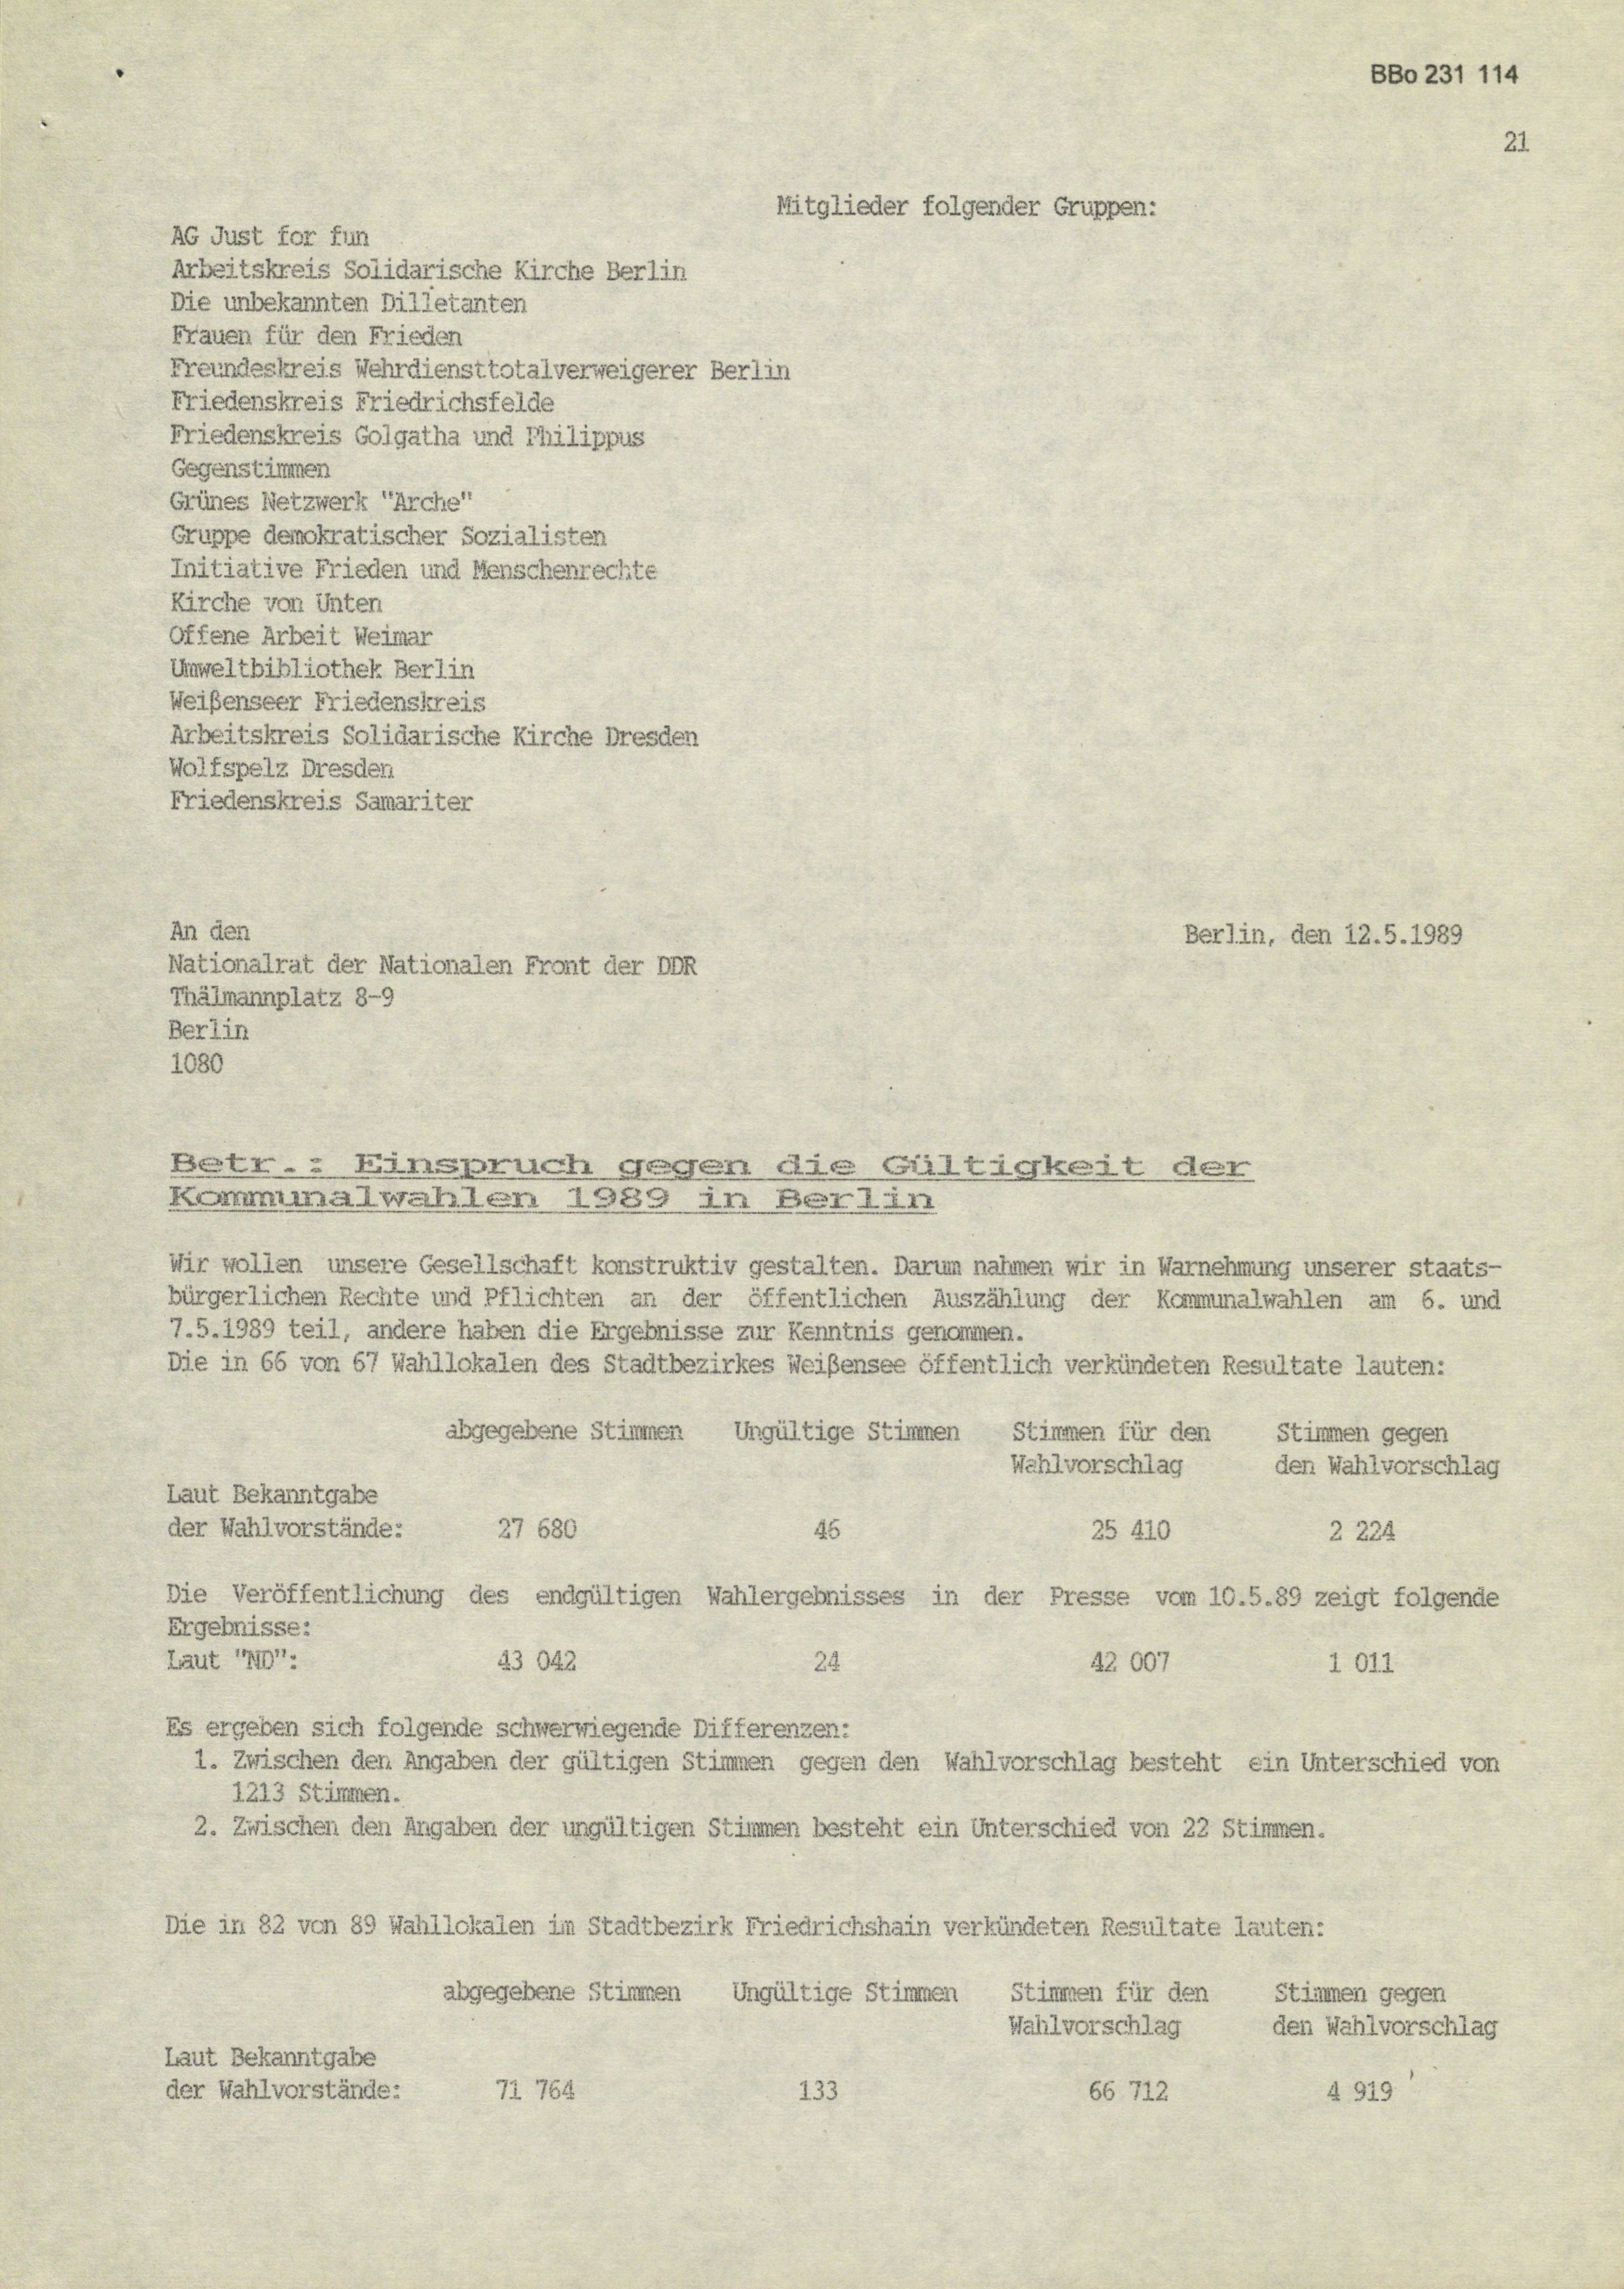 BBo 231 114
21
Mitglieder folgender Gruppen:
AG Just for fun
Arbeitskreis Solidarische Kirche Berlin
Die unbekannten Dilletanten
Frauen für den Frieden
Freundeskreis Wehrdiensttotalverweigerer Berlin
Friedenskreis Friedrichsfelde
Friedenskreis Golgatha und Philippus
Gegenstimmen
Grünes Netzwerk "Arche"
Gruppe demokratischer Sozialisten
Initiative Frieden und Menschenrechte
Kirche von Unten
Offene Arbeit Weimar
Umweltbibliothek Berlin
Weißenseer Friedenskreis
Arbeitskreis Solidarische Kirche Dresden
Wolfspelz Dresden
Friedenskreis Samariter
An den
Berlin, den 12.5.1989
Nationalrat der Nationalen Front der DDR
Thälmannplatz 8-9
Berlin
1080
Betr.: Einspruch gegen die Gültigkeit der
Kommunalwahlen 1989 in Berlin
Wir wollen unsere Gesellschaft konstruktiv gestalten. Darum nahmen wir in Warnehmung unserer staats-
bürgerlichen Rechte und Pflichten an der öffentlichen Auszählung der Kommunalwahlen am 6. und
7.5.1989 teil, andere haben die Ergebnisse zur Kenntnis genommen.
Die in 66 von 67 Wahllokalen des Stadtbezirkes Weißensee öffentlich verkündeten Resultate lauten:
abgegebene Stimmen Ungültige Stimmen Stimmen für den Stimmen gegen
Wahlvorschlag den Wahlvorschlag
Laut Bekanntgabe
der Wahlvorstände: 27 680 46 25 410 2 224
Die Veröffentlichung des endgültigen Wahlergebnisses in der Presse vom 10.5.89 zeigt folgende
Ergebnisse:
Laut "ND": 43 042 24 42 007 1 011
Es ergeben sich folgende schwerwiegende Differenzen:
1. Zwischen den Angaben der gültigen Stimmen gegen den Wahlvorschlag besteht ein Unterschied von
1213 Stimmen.
2. Zwischen den Angaben der ungültigen Stimmen besteht ein Unterschied von 22 Stimmen.
Die in 82 von 89 Wahllokalen im Stadtbezirk Friedrichshain verkündeten Resultate lauten:
abgegebene Stimmen Ungültige Stimmen Stimmen für den Stimmen gegen
Wahlvorschlag den Wahlvorschlag
Laut Bekanntgabe
der Wahlvorstände: 71 764 133 66 712 4 919